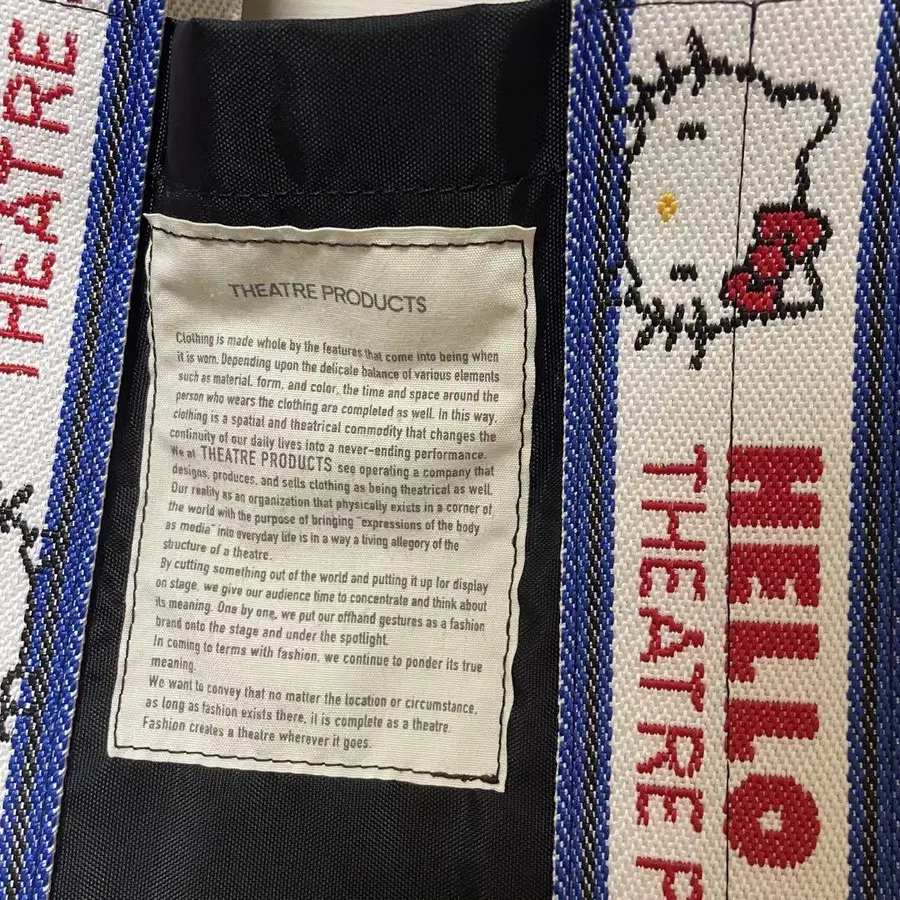 THEATRE
THEATRE PRODUCTS
Clothing is made whole by the features that come into being when
it is worn. Depending upon the delicate balance of various elements
such as material, form, and color, the time and space around the
person who wears the clothing are completed as well. In this way,
clothing is a spatial and theatrical commodity that changes the
continuity of our daily lives into a never-ending performance.
We at THEATRE PRODUCTS see operating a company that
designs, produces, and sells clothing as being theatrical as well.
Our reality as an organization that physically exists in a corner of
the world with the purpose of bringing "expressions of the body
as media" into everyday life is in a way a living allegory of the
structure of a theatre.
By cutting something out of the world and putting it up for display
on stage, we give our audience time to concentrate and think about
its meaning. One by one, we put our offhand gestures as a fashion
brand onto the stage and under the spotlight.
In coming to terms with fashion, we continue to ponder its true
meaning.
We want to convey that no matter the location or circumstance,
as long as fashion exists there, it is complete as a theatre.
Fashion creates a theatre wherever it goes.
HELLO
THEATRE P